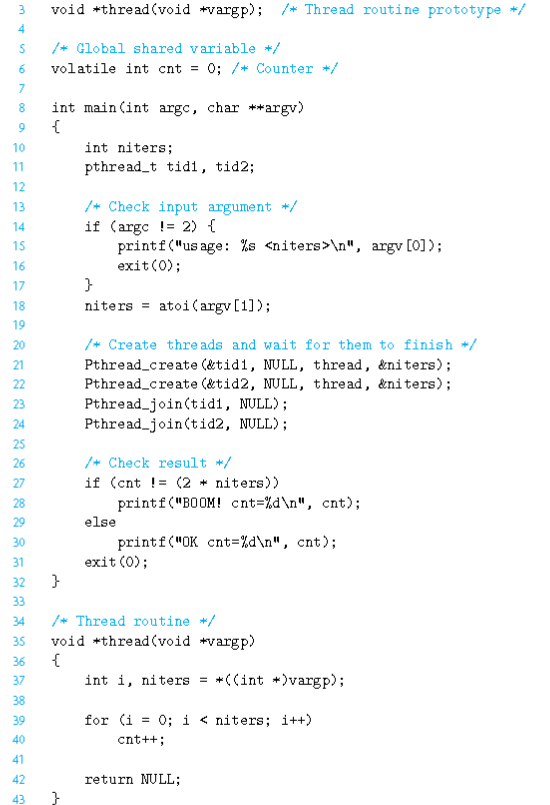 3 void *thread(void *vargp); /* Thread routine prototype */
4
5 /* Global shared variable */
6 volatile int cnt = 0; /* Counter */
7
8 int main(int argc, char **argv)
9 {
10 int niters;
11 pthread_t tid1, tid2;
12
13 /* Check input argument */
14 if (argc != 2) {
15 printf("usage: %s <niters>\n", argv[0]);
16 exit(0);
17 }
18 niters = atoi(argv[1]);
19
20 /* Create threads and wait for them to finish */
21 Pthread_create(&tid1, NULL, thread, &niters);
22 Pthread_create(&tid2, NULL, thread, &niters);
23 Pthread_join(tid1, NULL);
24 Pthread_join(tid2, NULL);
25
26 /* Check result */
27 if (cnt != (2 * niters))
28 printf("BOOM! cnt=%d\n", cnt);
29 else
30 printf("OK cnt=%d\n", cnt);
31 exit(0);
32 }
33
34 /* Thread routine */
35 void *thread(void *vargp)
36 {
37 int i, niters = *((int *)vargp);
38
39 for (i = 0; i < niters; i++)
40 cnt++;
41
42 return NULL;
43 }